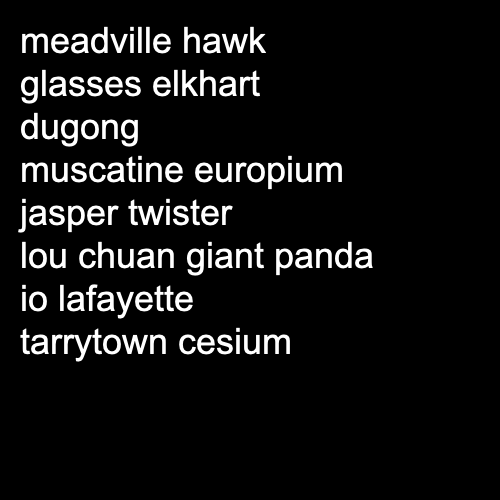 meadville hawk
glasses elkhart
dugong
muscatine europium
jasper twister
lou chuan giant panda
io lafayette
tarrytown cesium